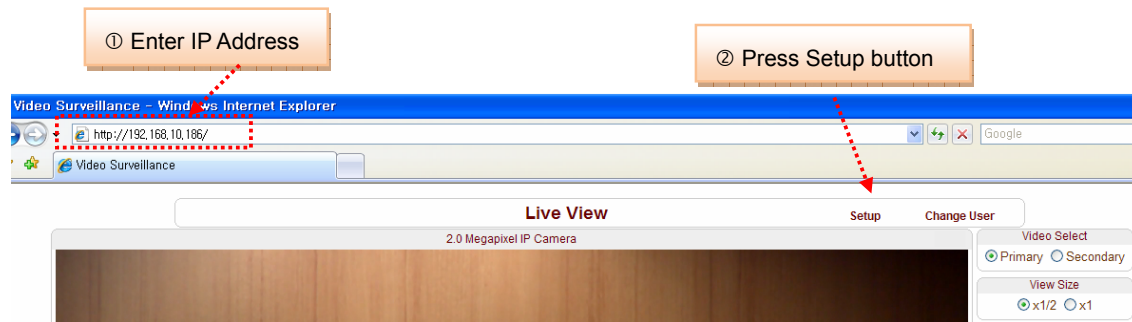 ① Enter IP Address
② Press Setup button
Video Surveillance - Windows Internet Explorer
http://192,168,10,186/
Google
Video Surveillance
Live View
Setup
Change User
2.0 Megapixel IP Camera
Video Select
Primary Secondary
View Size
x1/2 x1